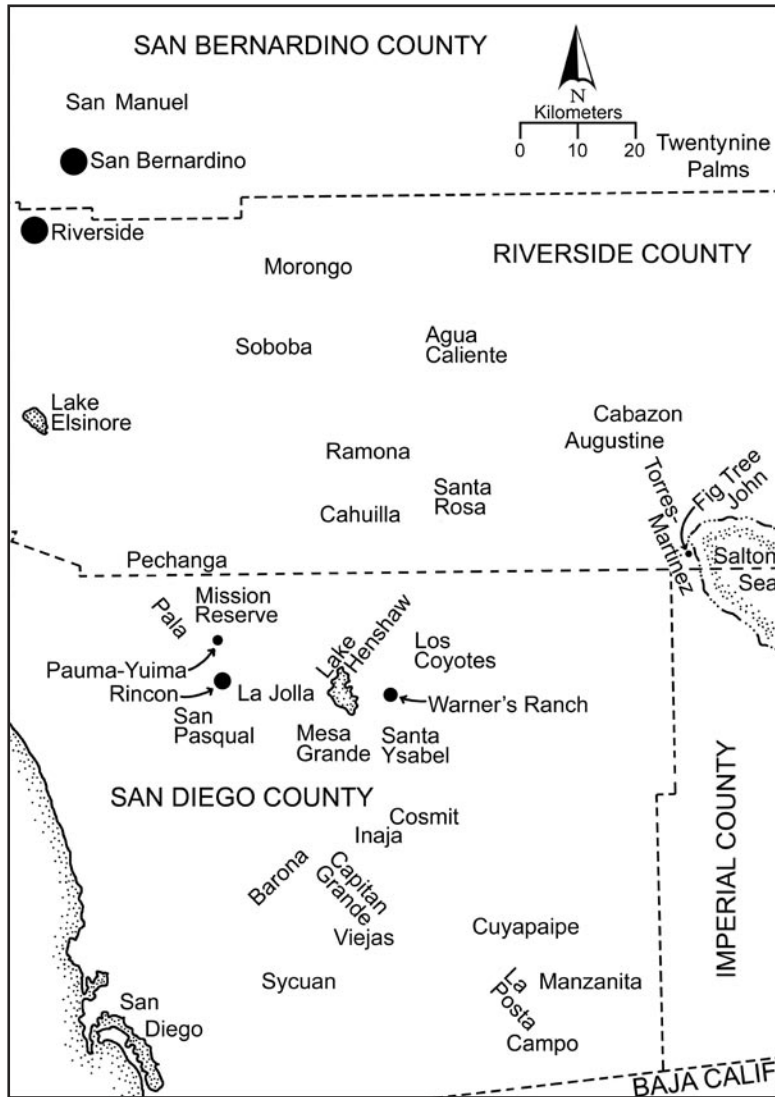 SAN BERNARDINO COUNTY
San Manuel
San Bernardino
N
Kilometers
0 10 20
Twentynine
Palms
Riverside
RIVERSIDE COUNTY
Morongo
Soboba
Agua
Caliente
Lake
Elsinore
Cabazon
Augustine
Ramona
Santa
Rosa
Cahuilla
Torres-
Martinez
Fig Tree
John
Salton
Sea
Pechanga
Mission
Reserve
Pala
Pauma-Yuima
Rincon
La Jolla
San
Pasqual
Lake
Henshaw
Los
Coyotes
Warner's Ranch
Mesa
Grande
Santa
Ysabel
SAN DIEGO COUNTY
Cosmit
Inaja
Barona
Capitan
Grande
Viejas
Cuyapaipe
Sycuan
La
Posta
Manzanita
Campo
San
Diego
IMPERIAL COUNTY
BAJA CALIF